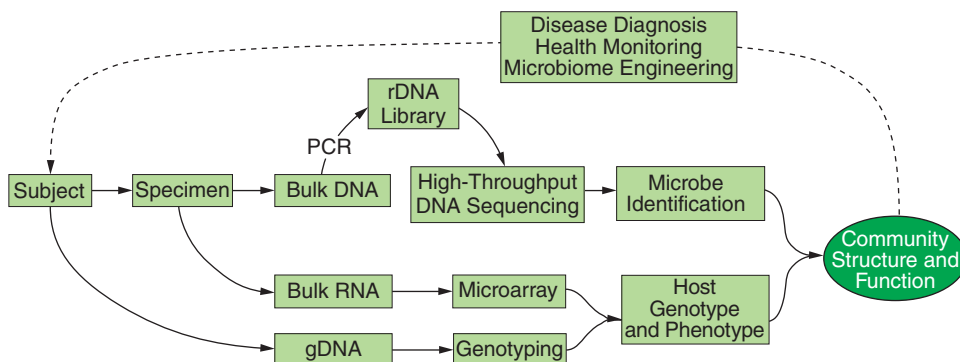 Disease Diagnosis
Health Monitoring
Microbiome Engineering
rDNA
Library
PCR
Subject
Specimen
Bulk DNA
High-Throughput
DNA Sequencing
Microbe
Identification
Community
Structure and
Function
Bulk RNA
Microarray
Host
Genotype
and Phenotype
gDNA
Genotyping